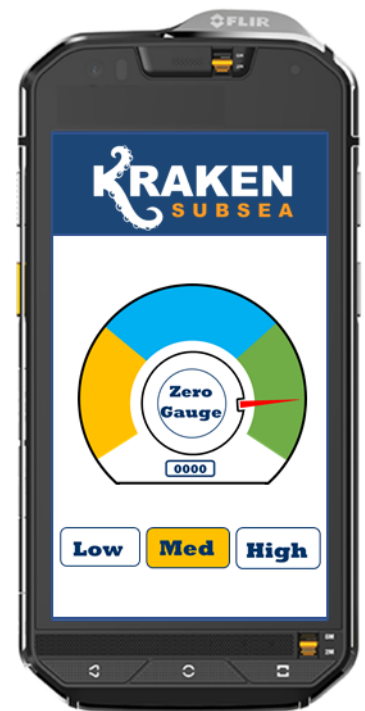 FLIR
KRAKEN
SUBSEA
Zero
Gauge
0000
Low Med High